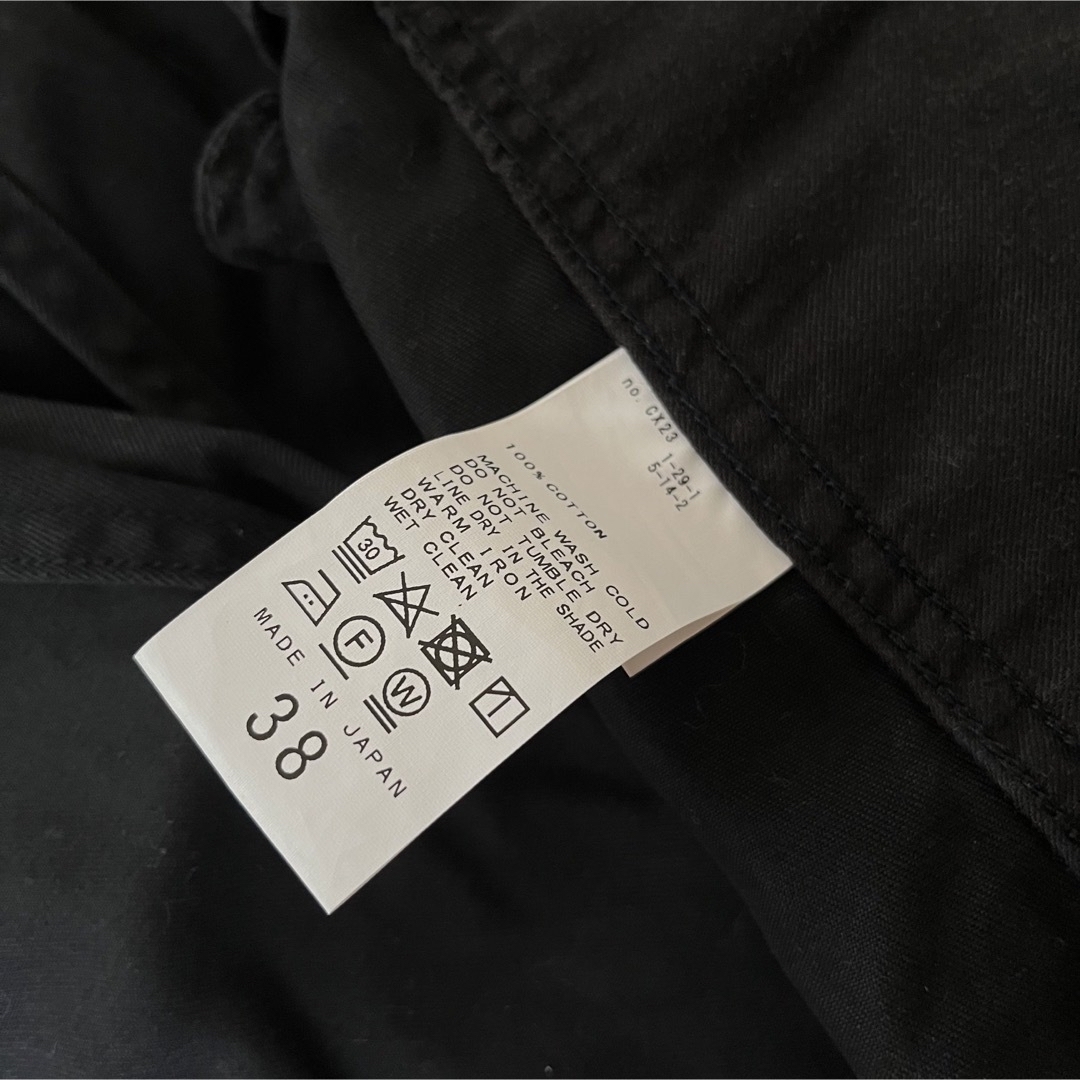 no. CX23 1-29-1
5-14-2
100% COTTON
MACHINE WASH COLD
DO NOT BLEACH
DO NOT TUMBLE DRY
LINE DRY IN THE SHADE
WARM IRON
DRY CLEAN
WET CLEAN
30
F
W
MADE IN JAPAN
38